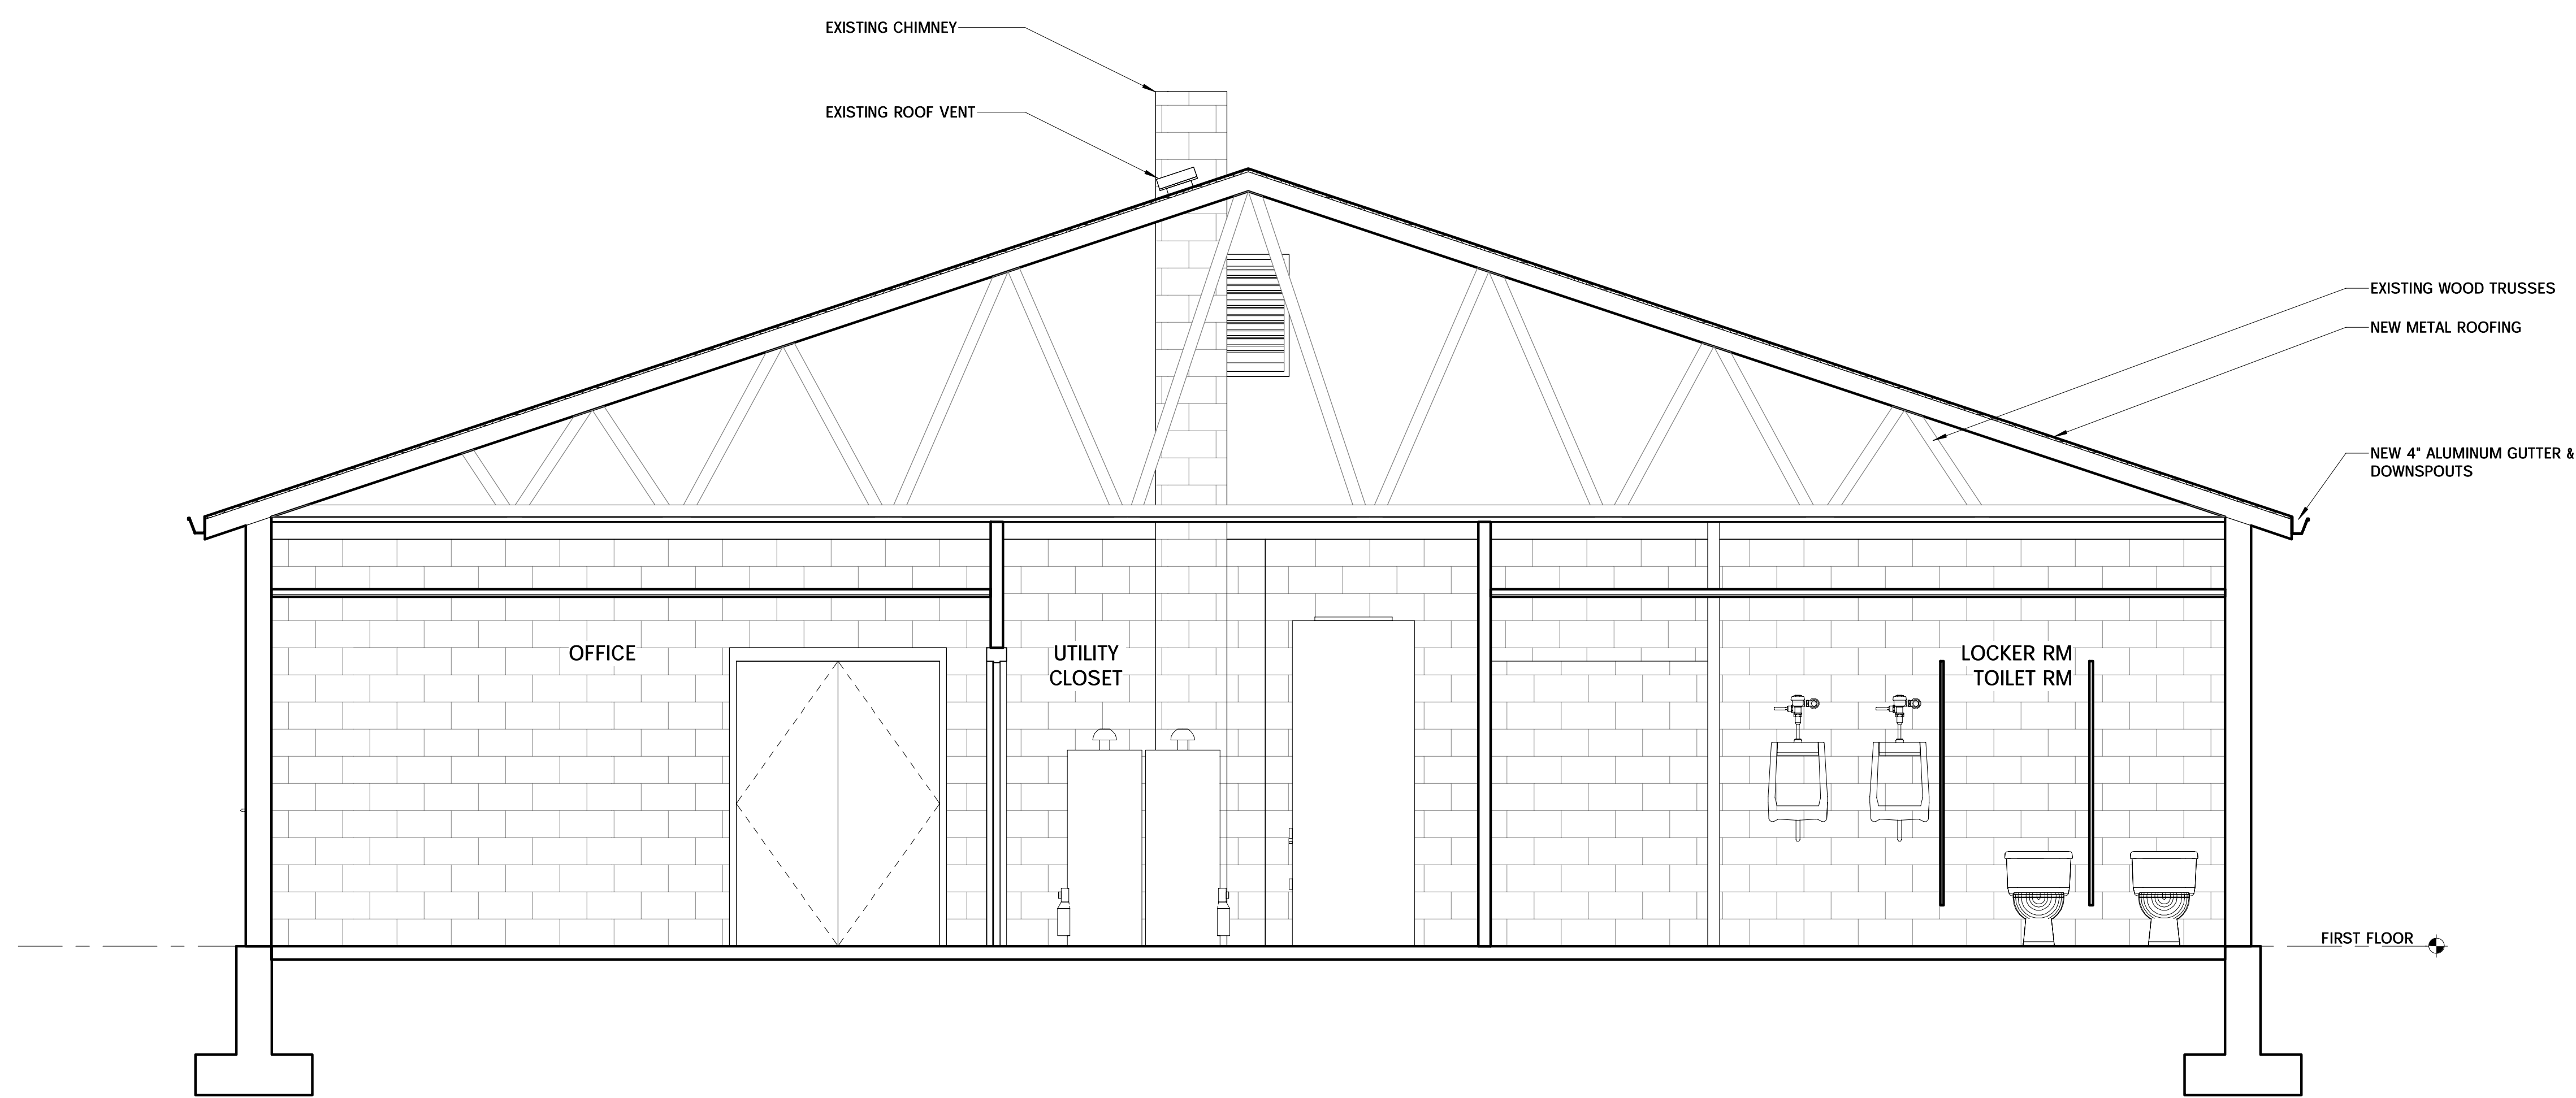 EXISTING CHIMNEY
EXISTING ROOF VENT
EXISTING WOOD TRUSSES
NEW METAL ROOFING
NEW 4" ALUMINUM GUTTER &
DOWNSPOUTS
OFFICE
UTILITY
CLOSET
LOCKER RM
TOILET RM
FIRST FLOOR